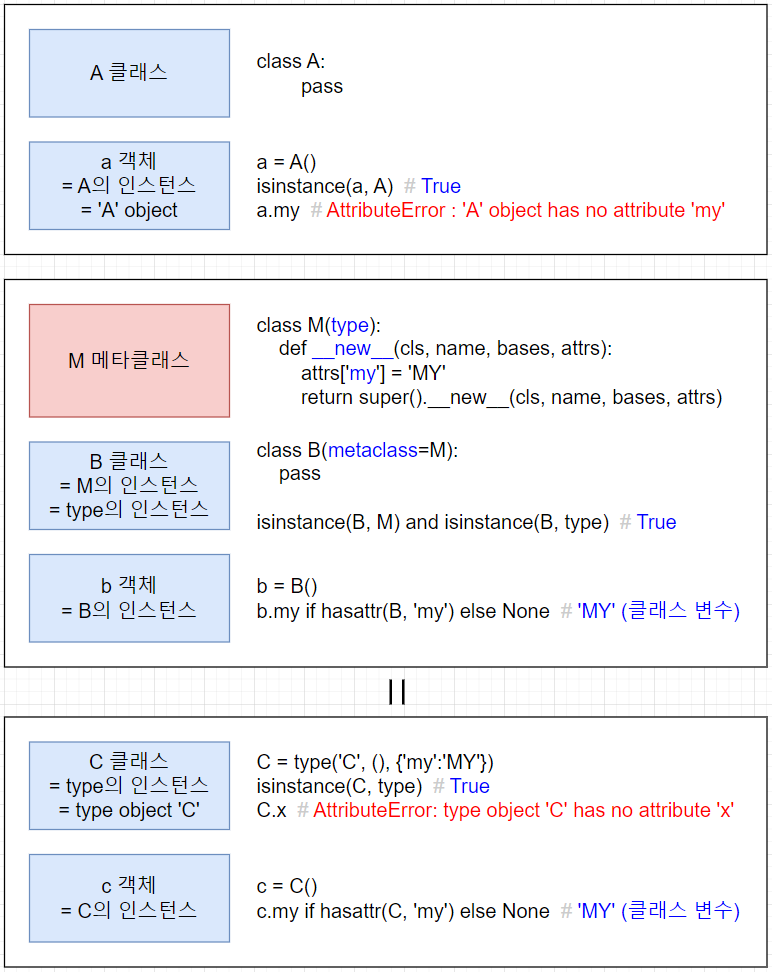 A 클래스
class A:
pass
a 객체
= A의 인스턴스
= 'A' object
a = A()
isinstance(a, A)  # True
a.my  # AttributeError : 'A' object has no attribute 'my'
M 메타클래스
class M(type):
def __new__(cls, name, bases, attrs):
attrs['my'] = 'MY'
return super().__new__(cls, name, bases, attrs)
B 클래스
= M의 인스턴스
= type의 인스턴스
class B(metaclass=M):
pass
isinstance(B, M) and isinstance(B, type)  # True
b 객체
= B의 인스턴스
b = B()
b.my if hasattr(B, 'my') else None  # 'MY' (클래스 변수)
||
C 클래스
= type의 인스턴스
= type object 'C'
C = type('C', (), {'my':'MY'})
isinstance(C, type)  # True
C.x  # AttributeError: type object 'C' has no attribute 'x'
c 객체
= C의 인스턴스
c = C()
c.my if hasattr(C, 'my') else None  # 'MY' (클래스 변수)